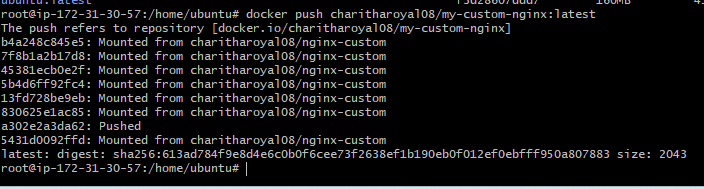 root@ip-172-31-30-57:/home/ubuntu# docker push charitharoyal08/my-custom-nginx:latest
The push refers to repository [docker.io/charitharoyal08/my-custom-nginx]
b4a248c845e5: Mounted from charitharoyal08/nginx-custom
7f8b1a2b17d8: Mounted from charitharoyal08/nginx-custom
45381ecb0e2f: Mounted from charitharoyal08/nginx-custom
5b4d6ff92fc4: Mounted from charitharoyal08/nginx-custom
13fd728be9eb: Mounted from charitharoyal08/nginx-custom
830625e1ac85: Mounted from charitharoyal08/nginx-custom
a302e2a3da62: Pushed
5431d0092ffd: Mounted from charitharoyal08/nginx-custom
latest: digest: sha256:613ad784f9e8d4e6c0b0f6cee73f2638ef1b190eb0f012ef0ebfff950a807883 size: 2043
root@ip-172-31-30-57:/home/ubuntu#